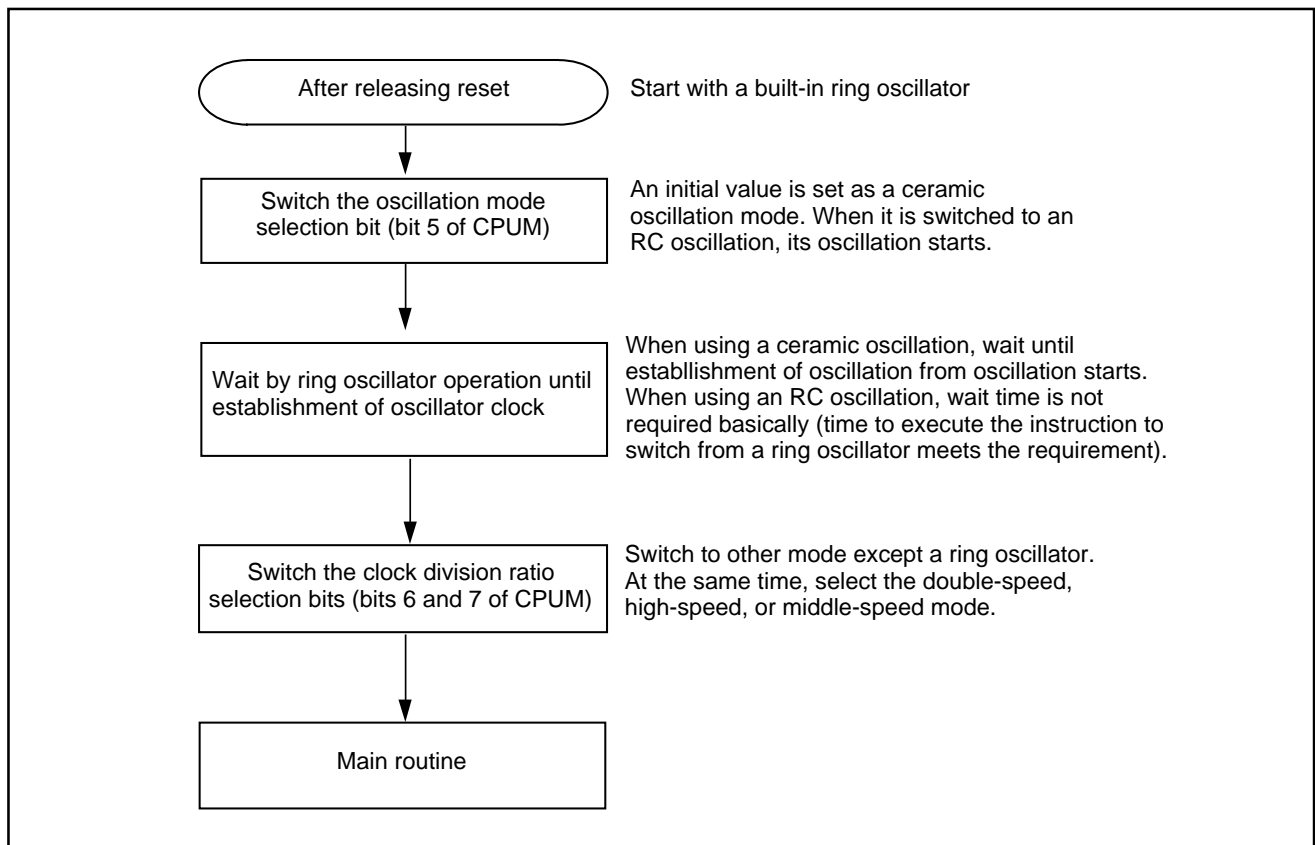 After releasing reset
Start with a built-in ring oscillator
Switch the oscillation mode
selection bit (bit 5 of CPUM)
An initial value is set as a ceramic
oscillation mode. When it is switched to an
RC oscillation, its oscillation starts.
Wait by ring oscillator operation until
establishment of oscillator clock
When using a ceramic oscillation, wait until
establlishment of oscillation from oscillation starts.
When using an RC oscillation, wait time is not
required basically (time to execute the instruction to
switch from a ring oscillator meets the requirement).
Switch the clock division ratio
selection bits (bits 6 and 7 of CPUM)
Switch to other mode except a ring oscillator.
At the same time, select the double-speed,
high-speed, or middle-speed mode.
Main routine